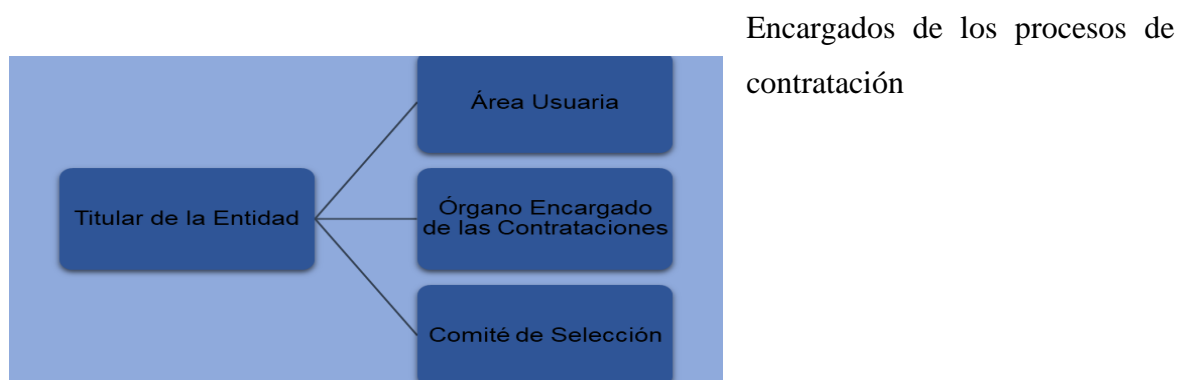 Encargados de los procesos de
contratación
Área Usuaria
Titular de la Entidad
Órgano Encargado
de las Contrataciones
Comité de Selección